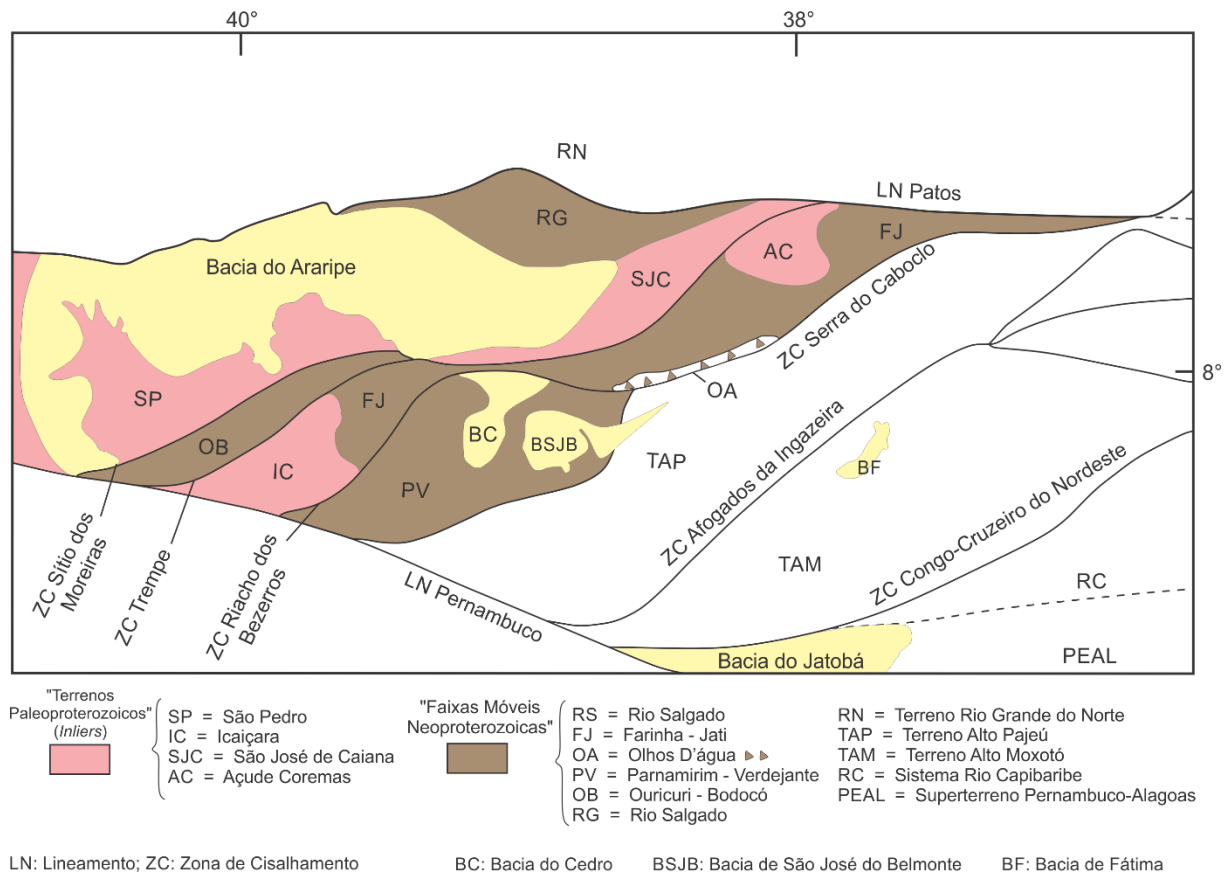 40°
38°
RN
LN Patos
RG
FJ
AC
Bacia do Araripe
SJC
ZC Serra do Caboclo
8°
OA
SP
FJ
OB
BC
BSJB
TAP
BF
IC
PV
ZC Afogados da Ingazeira
ZC Congo-Cruzeiro do Nordeste
TAM
RC
ZC Sítio dos
Moreiras
ZC Trempe
ZC Riacho dos
Bezerros
LN Pernambuco
Bacia do Jatobá
PEAL
"Terrenos
Paleoproterozoicos"
(Inliers)
SP = São Pedro
IC = Icaiçara
SJC = São José de Caiana
AC = Açude Coremas
"Faixas Móveis
Neoproterozoicas"
RS = Rio Salgado
FJ = Farinha - Jati
OA = Olhos D'água
PV = Parnamirim - Verdejante
OB = Ouricuri - Bodocó
RG = Rio Salgado
RN = Terreno Rio Grande do Norte
TAP = Terreno Alto Pajeú
TAM = Terreno Alto Moxotó
RC = Sistema Rio Capibaribe
PEAL = Superterreno Pernambuco-Alagoas
LN: Lineamento; ZC: Zona de Cisalhamento BC: Bacia do Cedro BSJB: Bacia de São José do Belmonte BF: Bacia de Fátima